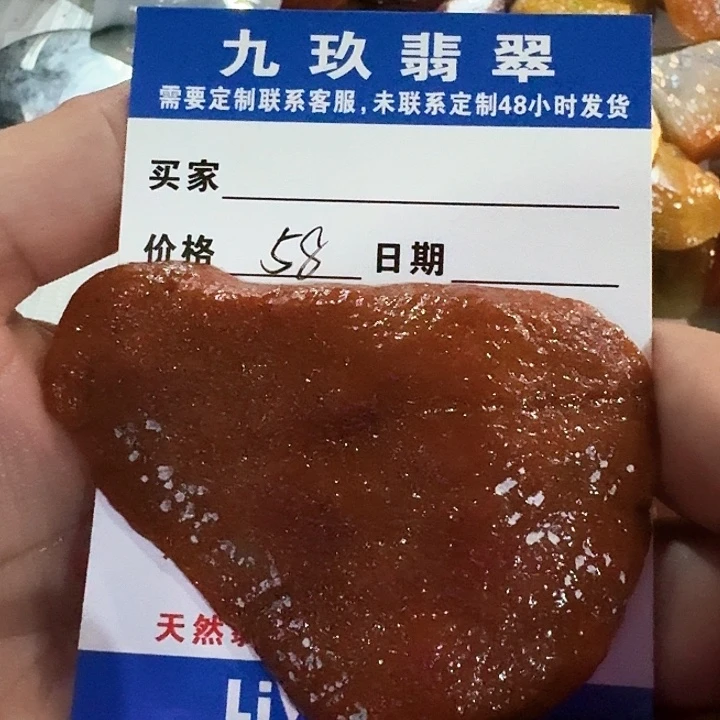 九玖翡翠
需要定制联系客服,未联系定制48小时发货
买家
价格 58 日期
天然
Li